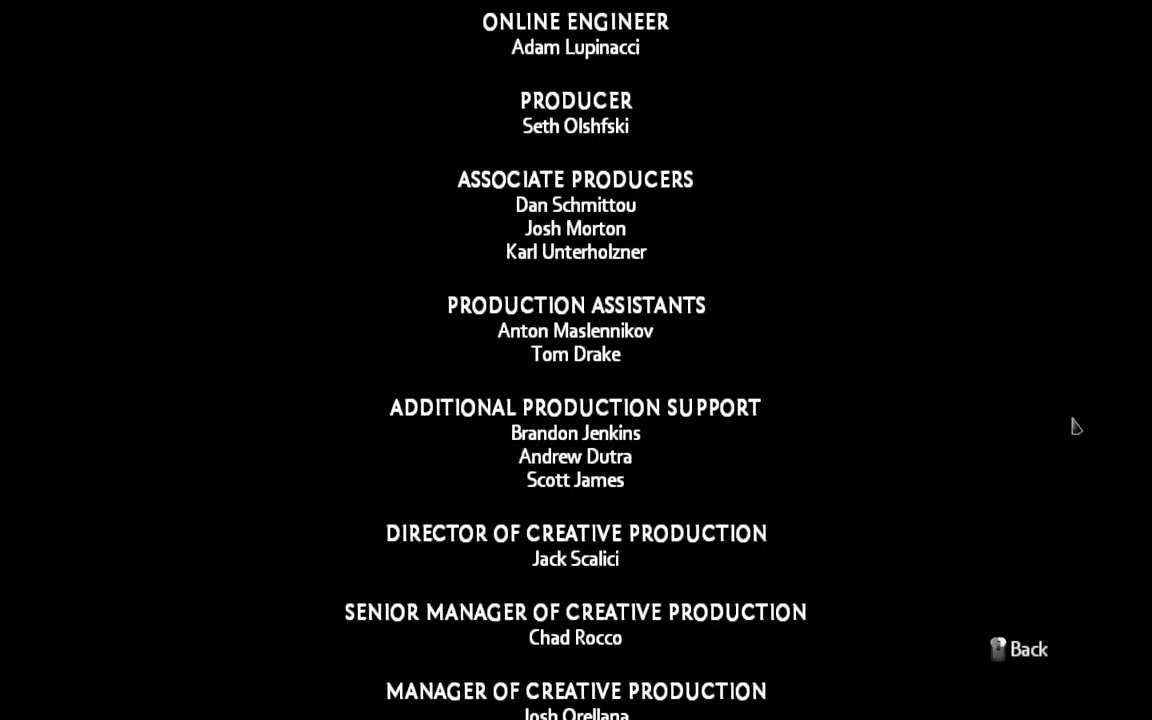 ONLINE ENGINEER
Adam Lupinacci
PRODUCER
Seth Olshfski
ASSOCIATE PRODUCERS
Dan Schmittou
Josh Morton
Karl Unterholzner
PRODUCTION ASSISTANTS
Anton Maslennikov
Tom Drake
ADDITIONAL PRODUCTION SUPPORT
Brandon Jenkins
Andrew Dutra
Scott James
DIRECTOR OF CREATIVE PRODUCTION
Jack Scalici
SENIOR MANAGER OF CREATIVE PRODUCTION
Chad Rocco
Back
MANAGER OF CREATIVE PRODUCTION
Josh Orellana